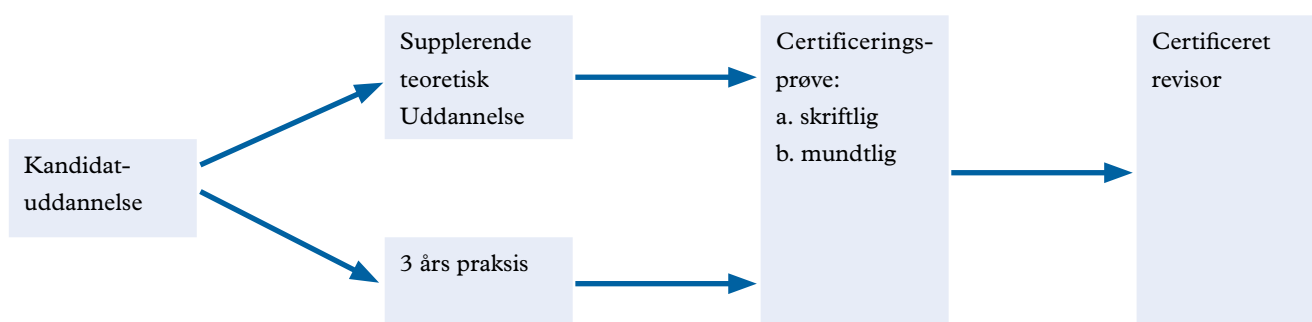 Kandidat-
uddannelse
Supplerende
teoretisk
Uddannelse
3 års praksis
Certificerings-
prøve:
a. skriftlig
b. mundtlig
Certificeret
revisor